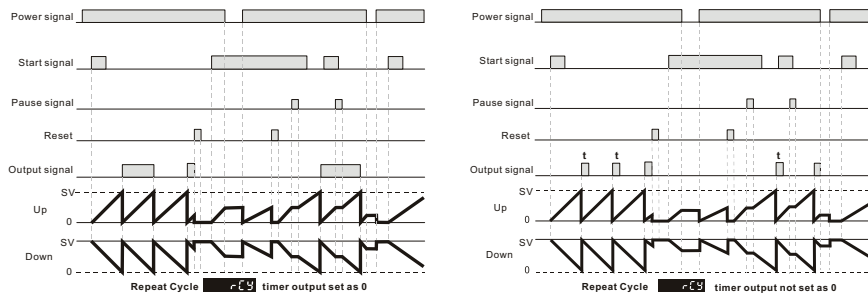 Power signal
Start signal
Pause signal
Reset
Output signal
SV
Up
0
SV
Down
0
Repeat Cycle rCY timer output set as 0
Power signal
Start signal
Pause signal
Reset
t t t
Output signal
SV
Up
0
SV
Down
0
Repeat Cycle rCY timer output not set as 0